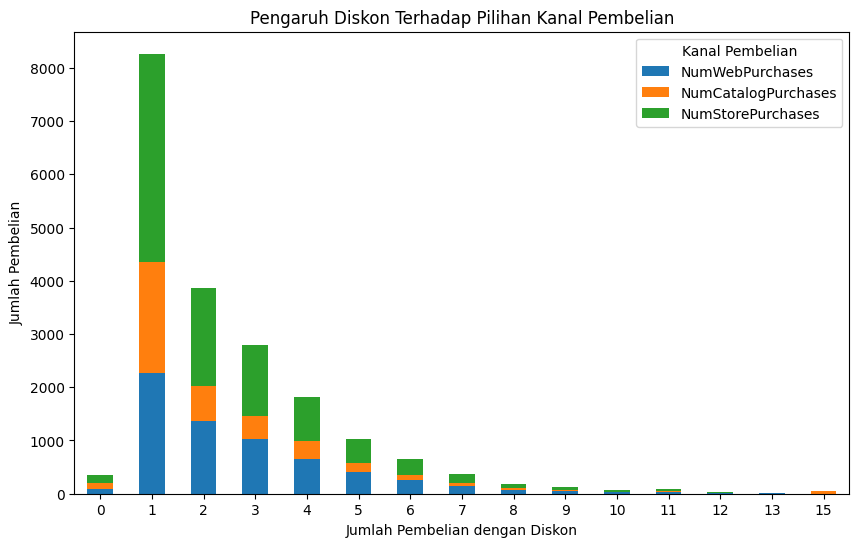 Pengaruh Diskon Terhadap Pilihan Kanal Pembelian
Kanal Pembelian
NumWebPurchases
NumCatalogPurchases
NumStorePurchases
Jumlah Pembelian
8000
7000
6000
5000
4000
3000
2000
1000
0
0 1 2 3 4 5 6 7 8 9 10 11 12 13 15
Jumlah Pembelian dengan Diskon